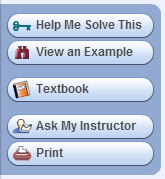 Help Me Solve This
View an Example
Textbook
Ask My Instructor
Print